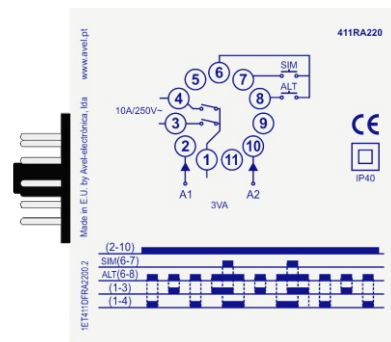 411RA220
www.avel.pt
Made in E.U. by Avel-electrónica, lda
1ET411DFRA2200.2
SIM
ALT
5
6
7
4
8
10A/250V~
3
9
2
1
11
10
A1
A2
3VA
CE
IP40
(2-10)
SIM(6-7)
ALT(6-8)
(1-3)
(1-4)